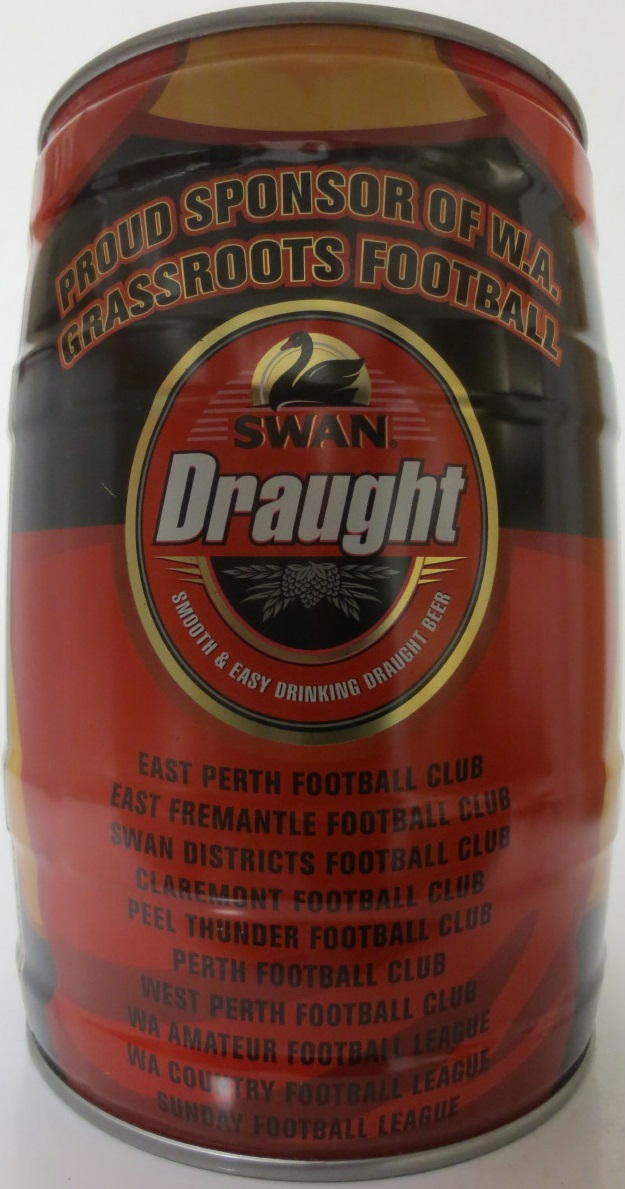 PROUD SPONSOR OF W.A.
GRASSROOTS FOOTBALL
SWAN
Draught
SMOOTH & EASY DRINKING DRAUGHT BEER
EAST PERTH FOOTBALL CLUB
EAST FREMANTLE FOOTBALL CLUB
SWAN DISTRICTS FOOTBALL CLUB
CLAREMONT FOOTBALL CLUB
PEEL THUNDER FOOTBALL CLUB
PERTH FOOTBALL CLUB
WEST PERTH FOOTBALL CLUB
WA AMATEUR FOOTBALL LEAGUE
WA COUNTRY FOOTBALL LEAGUE
SUNDAY FOOTBALL LEAGUE